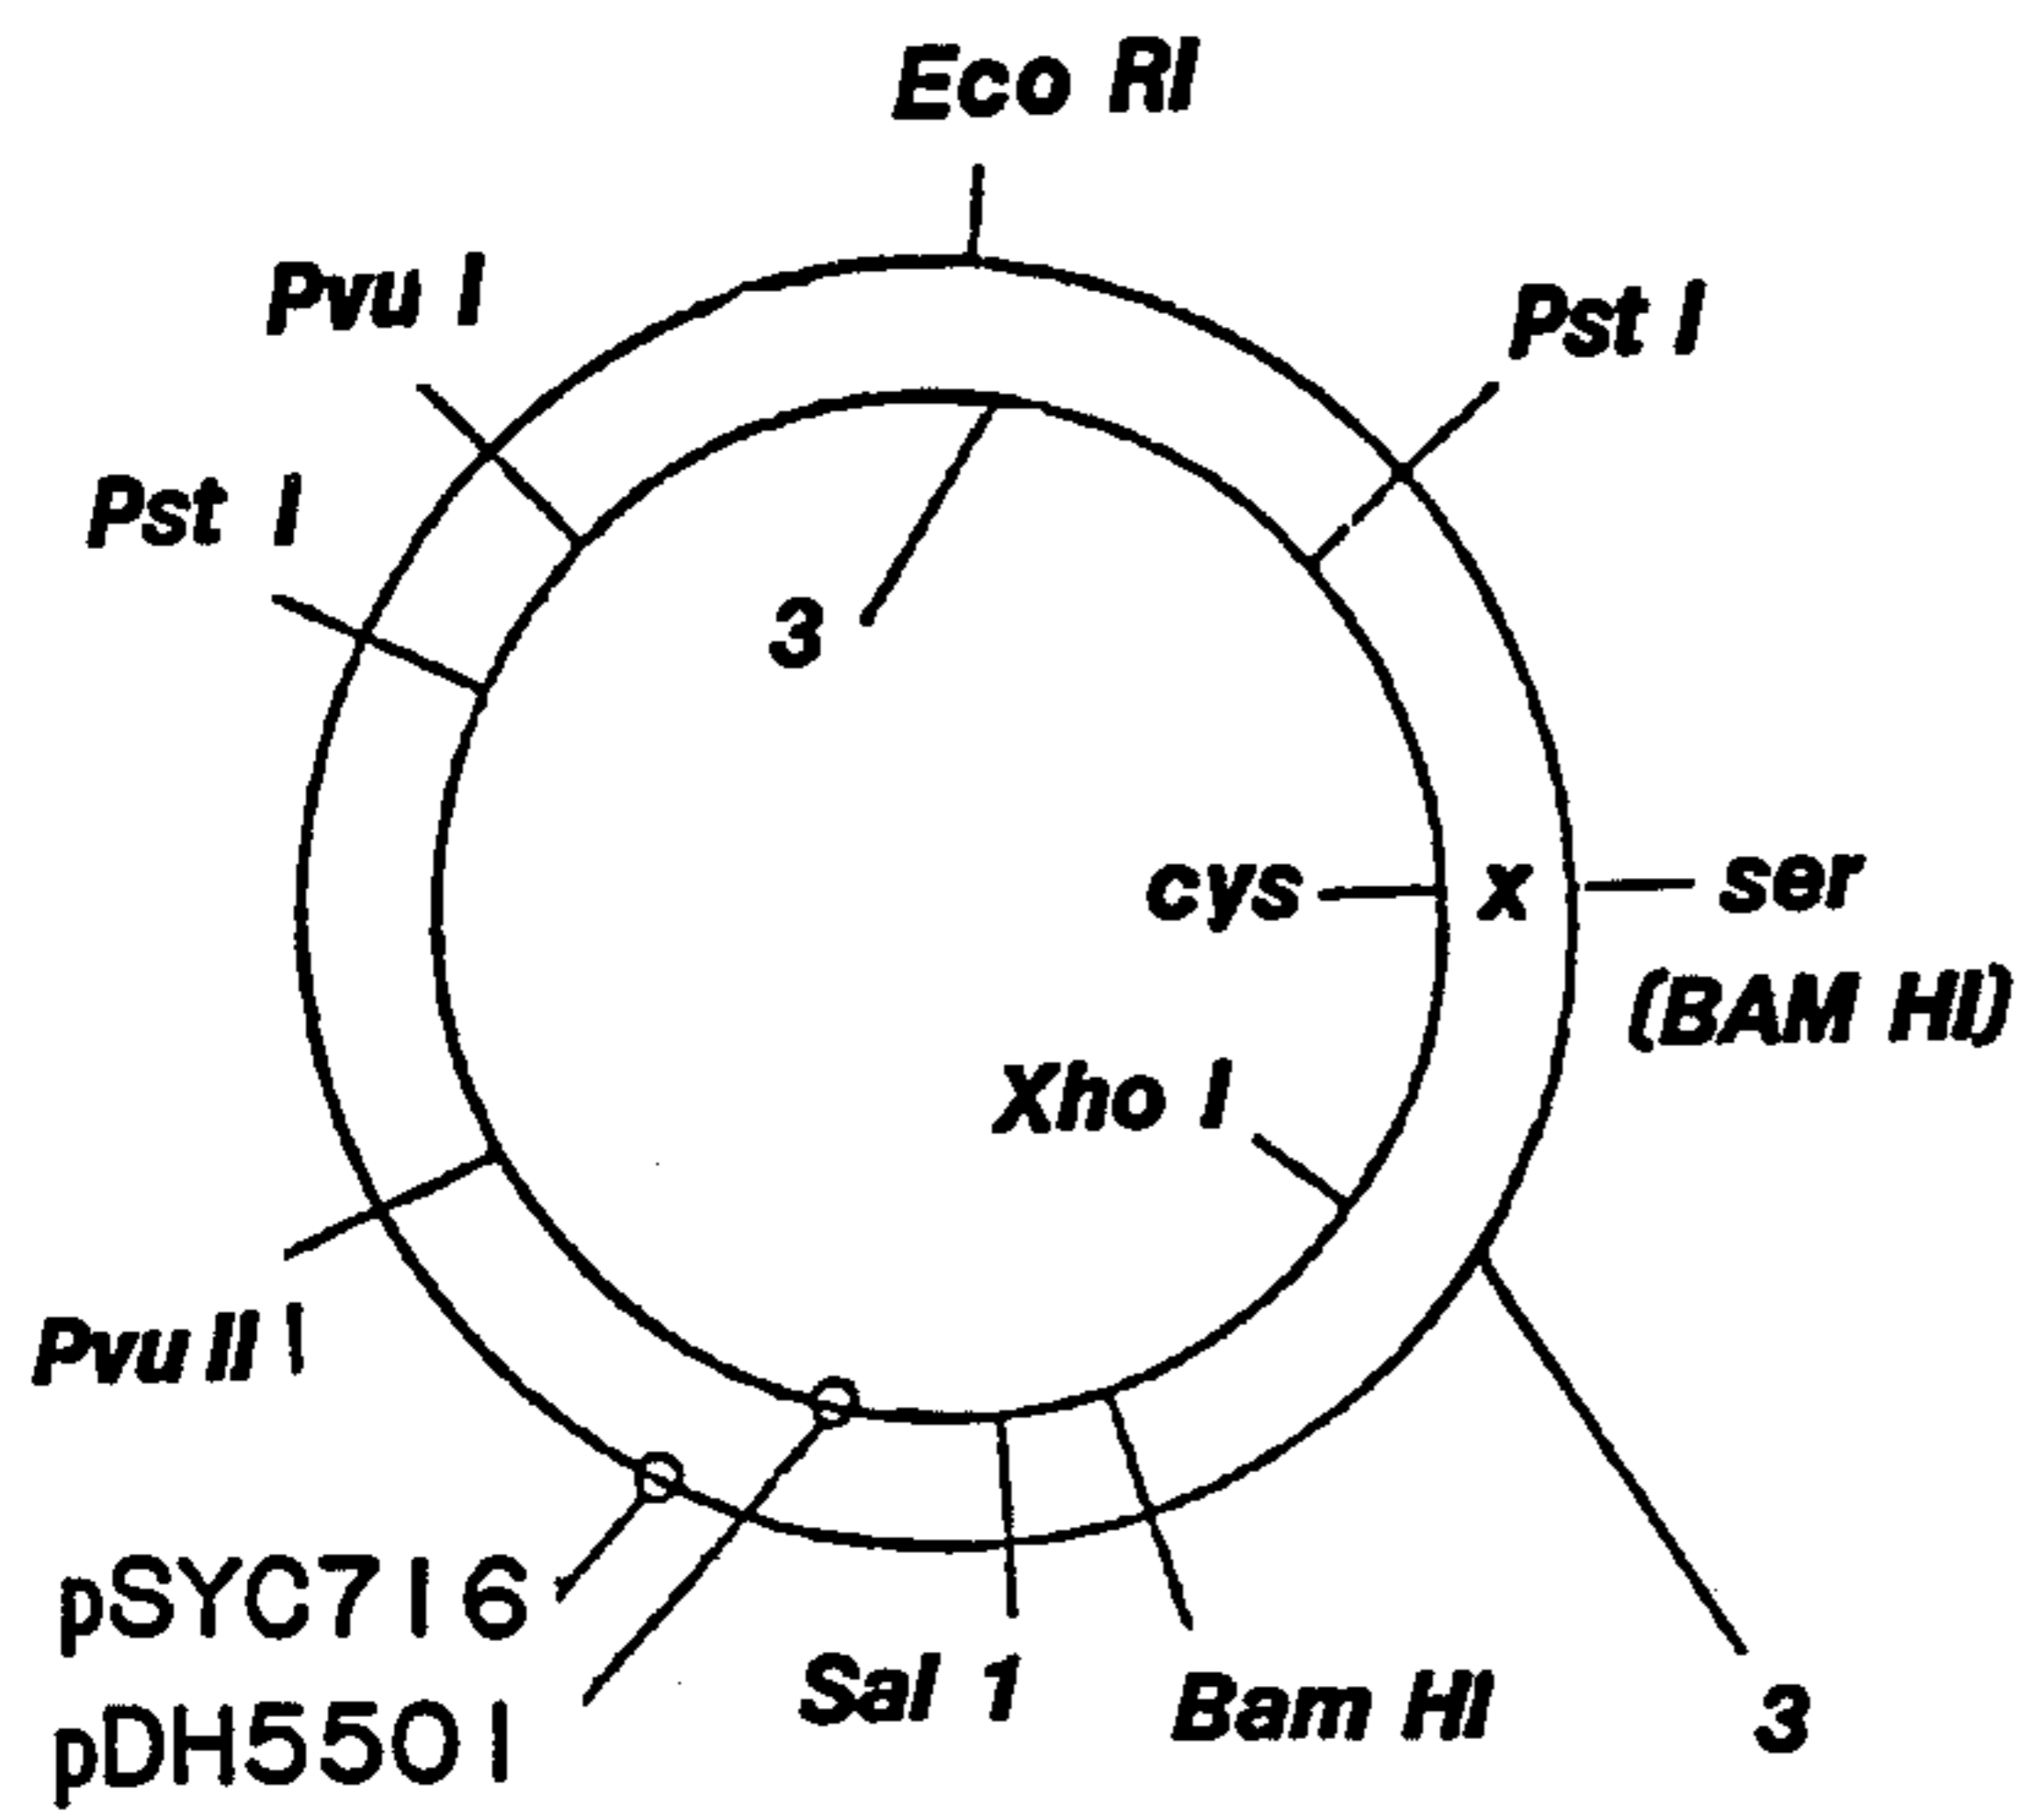 Eco RI
Pvu I
Pst I
Pst I
3
cys
x
ser
(BAM HI)
Xho I
Pvu II I
pSYC716
pDH5501
Sal 1
Bam HI
3